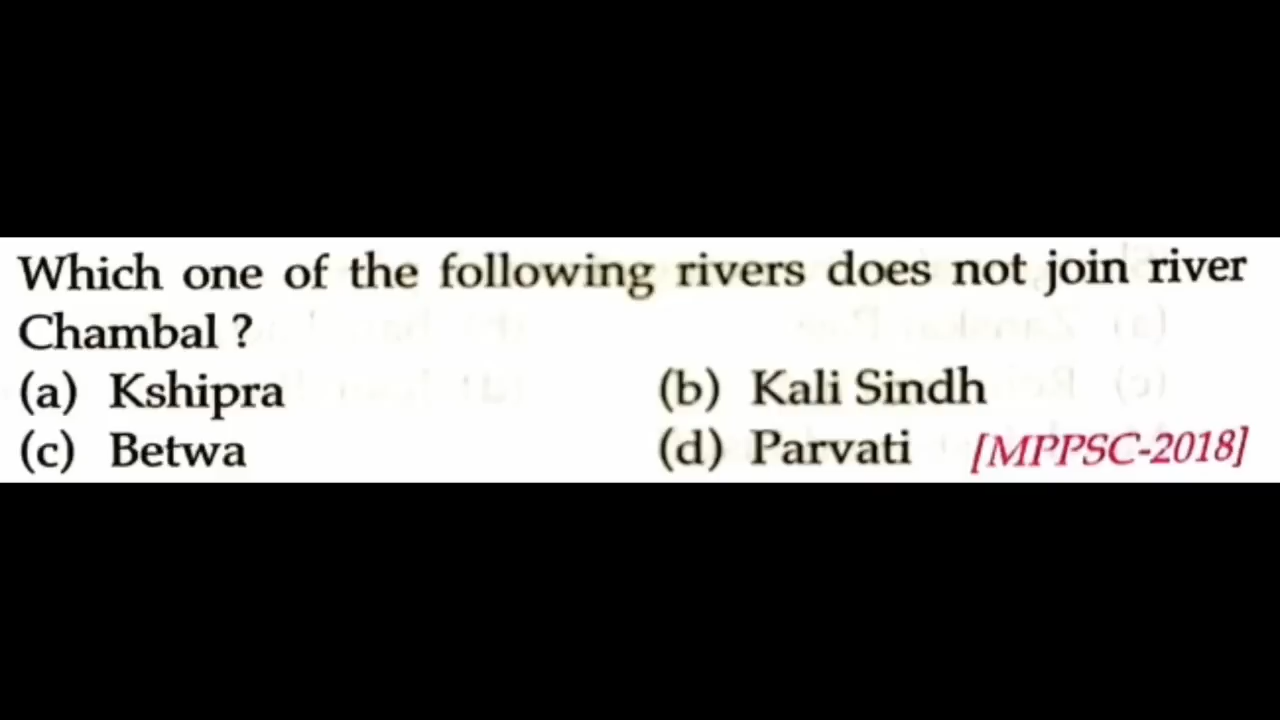 Which one of the following rivers does not join river
Chambal ?
(a) Kshipra (b) Kali Sindh
(c) Betwa (d) Parvati [MPPSC-2018]